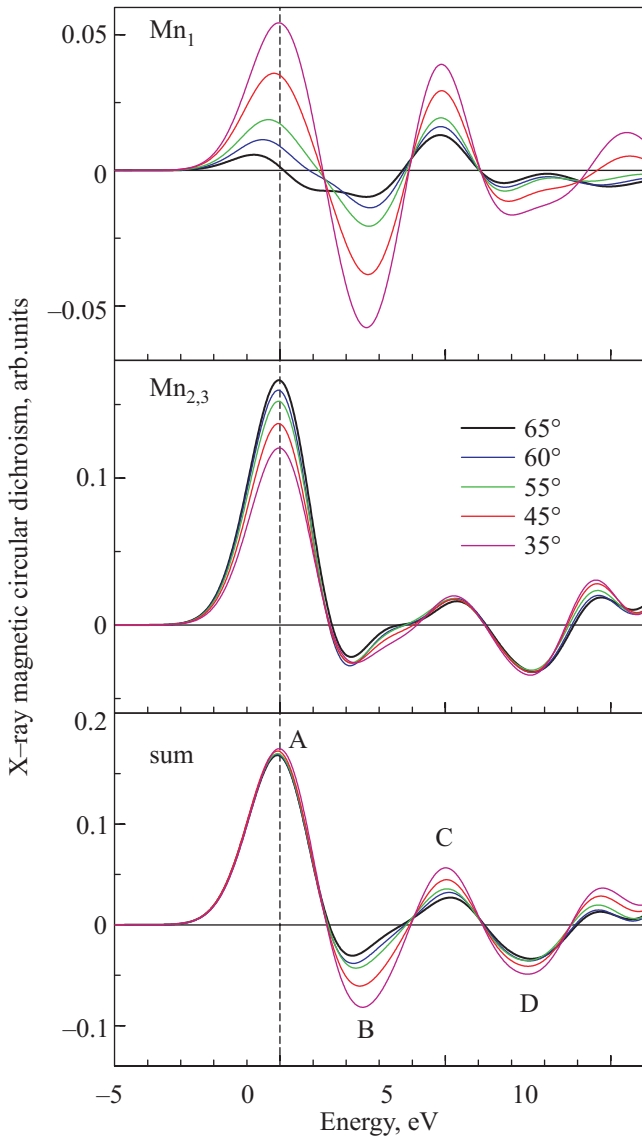 X–ray magnetic circular dichroism, arb.units
0.05
Mn₁
0
−0.05
Mn₂,₃
65°
60°
55°
45°
35°
0.1
0
0.2
A
sum
0.1
C
0
D
B
−0.1
−5 0 5 10
Energy, eV